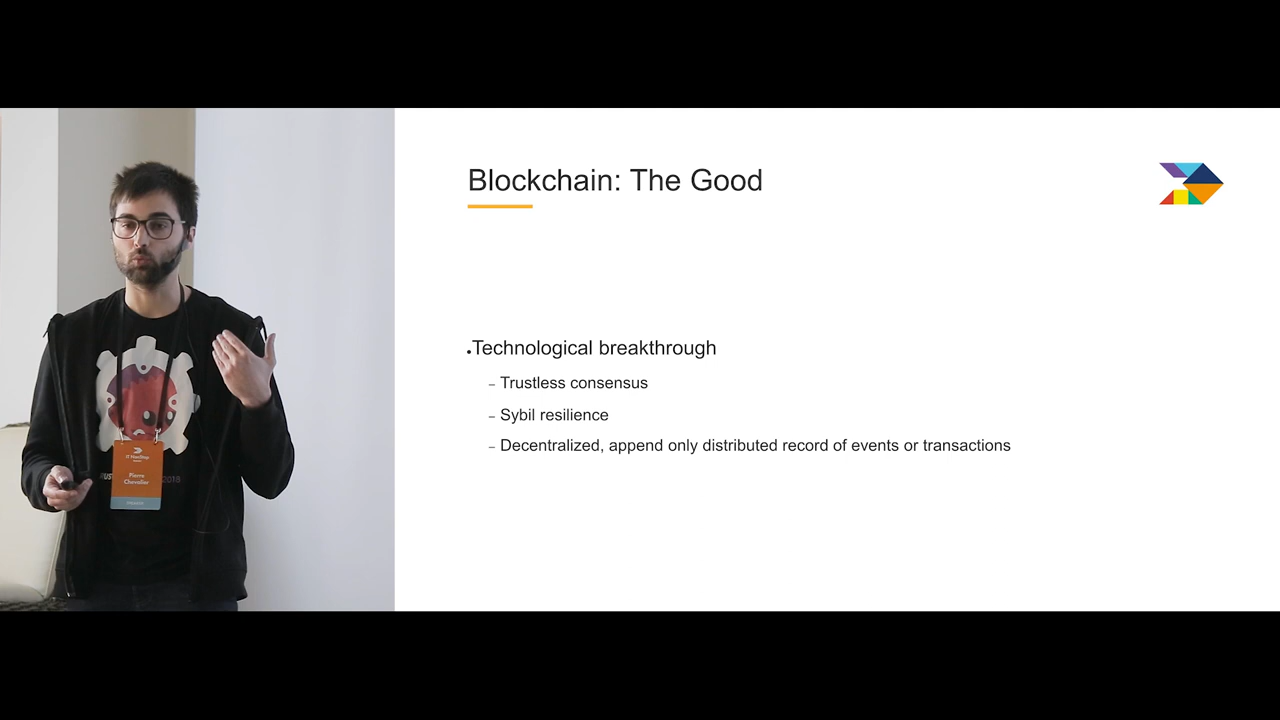 Blockchain: The Good
•Technological breakthrough
– Trustless consensus
– Sybil resilience
– Decentralized, append only distributed record of events or transactions
Pierre
Chevalier
2018